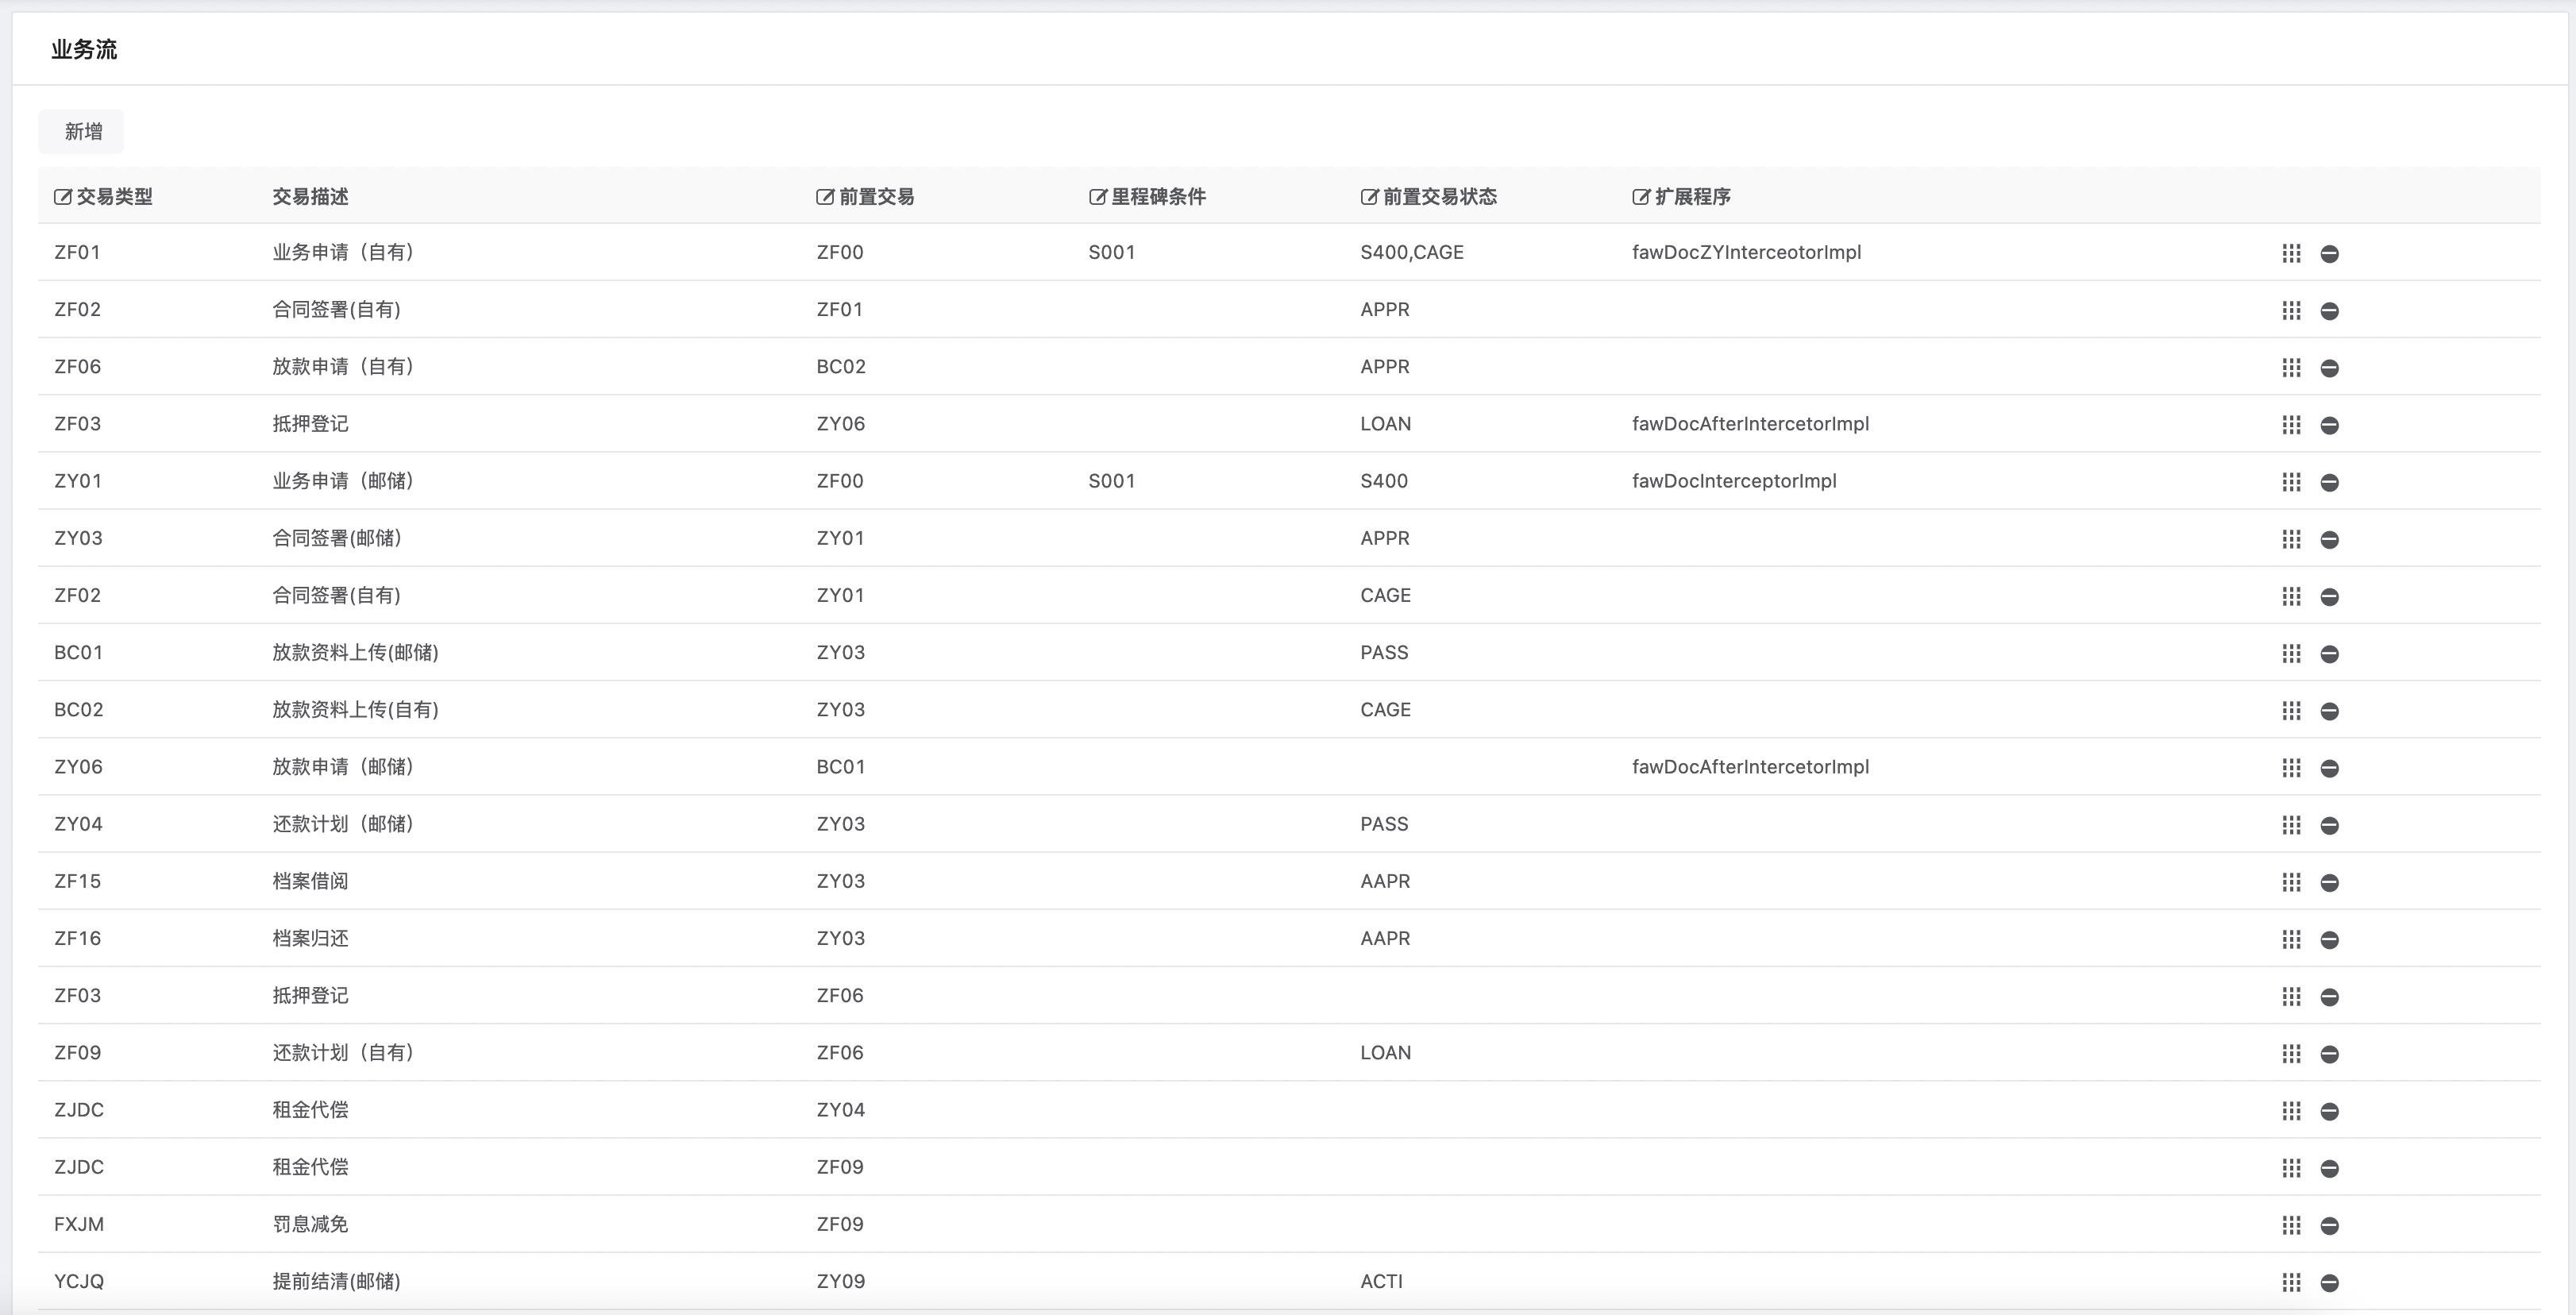 业务流
新增
交易类型 交易描述 前置交易 里程碑条件 前置交易状态 扩展程序
ZF01 业务申请（自有） ZF00 S001 S400,CAGE fawDocZYInterceotorImpl
ZF02 合同签署(自有) ZF01 APPR
ZF06 放款申请（自有） BC02 APPR
ZF03 抵押登记 ZY06 LOAN fawDocAfterIntercetorImpl
ZY01 业务申请（邮储） ZF00 S001 S400 fawDocInterceptorImpl
ZY03 合同签署(邮储） ZY01 APPR
ZF02 合同签署(自有) ZY01 CAGE
BC01 放款资料上传(邮储) ZY03 PASS
BC02 放款资料上传(自有) ZY03 CAGE
ZY06 放款申请（邮储） BC01 fawDocAfterIntercetorImpl
ZY04 还款计划（邮储） ZY03 PASS
ZF15 档案借阅 ZY03 AAPR
ZF16 档案归还 ZY03 AAPR
ZF03 抵押登记 ZF06
ZF09 还款计划（自有） ZF06 LOAN
ZJDC 租金代偿 ZY04
ZJDC 租金代偿 ZF09
FXJM 罚息减免 ZF09
YCJQ 提前结清(邮储) ZY09 ACTI